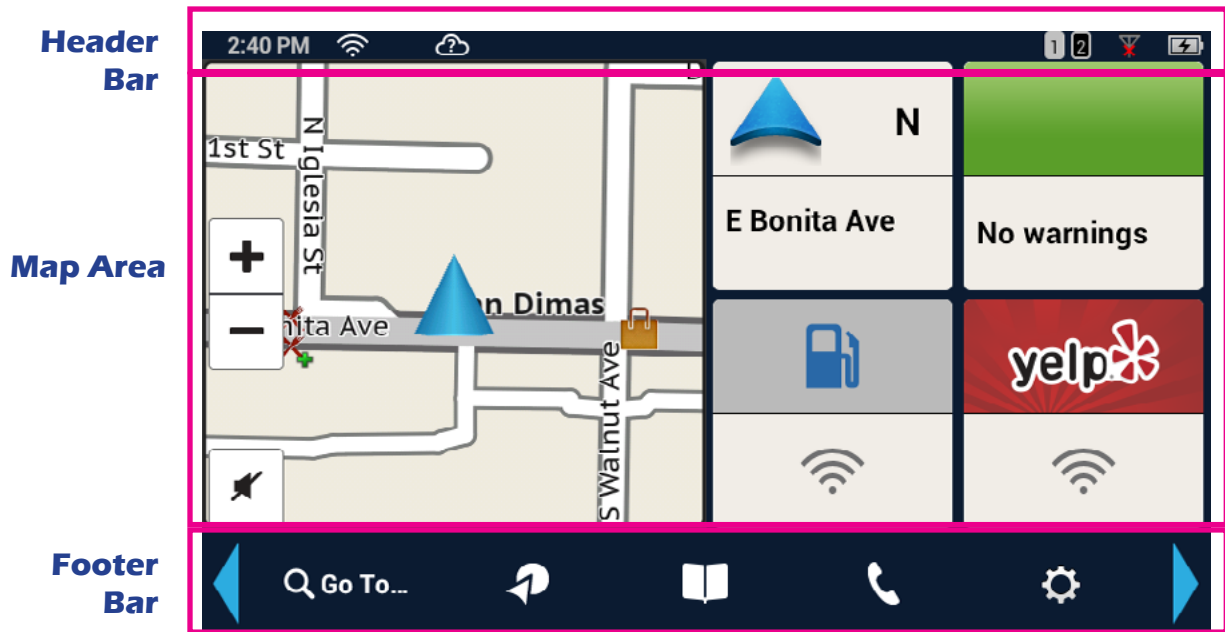 Header
Bar
2:40 PM
1 2
1st St
N Iglesia St
N
E Bonita Ave
No warnings
Map Area
an Dimas
nita Ave
S Walnut Ave
yelp
Footer
Bar
Go To...